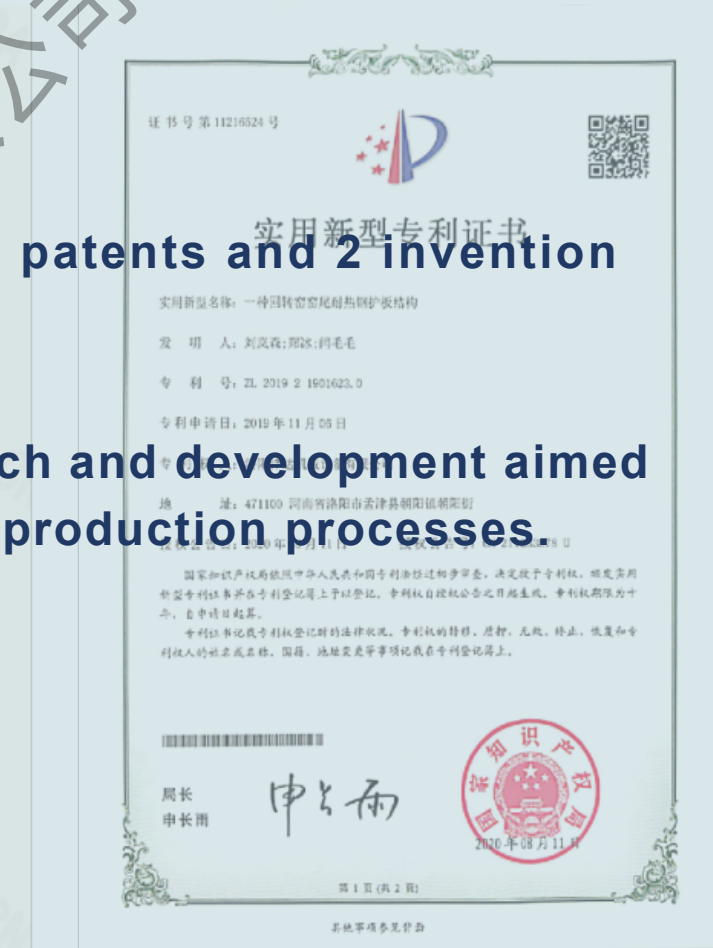 公司
证书号第11216524号
实用新型专利证书
patents and 2 invention
实用新型名称：一种回转窑窑尾耐热钢护板结构
发 明 人：
专 利 号：ZL 2019 2 1901623.0
专利申请日：2019年11月06日
ch and development aimed
地 址：471100 河南省洛阳市孟津县朝阳镇朝阳街
production processes.
国家知识产权局依照中华人民共和国专利法经过初步审查，决定授予专利权，颁发实用
新型专利证书并在专利登记簿上予以登记。专利权自授权公告之日起生效。专利权期限为十
年，自申请日起算。
专利证书记载专利权登记时的法律状况。专利权的转移、质押、无效、终止、恢复和专
利权人的姓名或名称、国籍、地址变更等事项记载在专利登记簿上。
局长
申长雨
国家知识产权局
2020年08月11日
第 1 页 (共 2 页)
其他事项参见背面